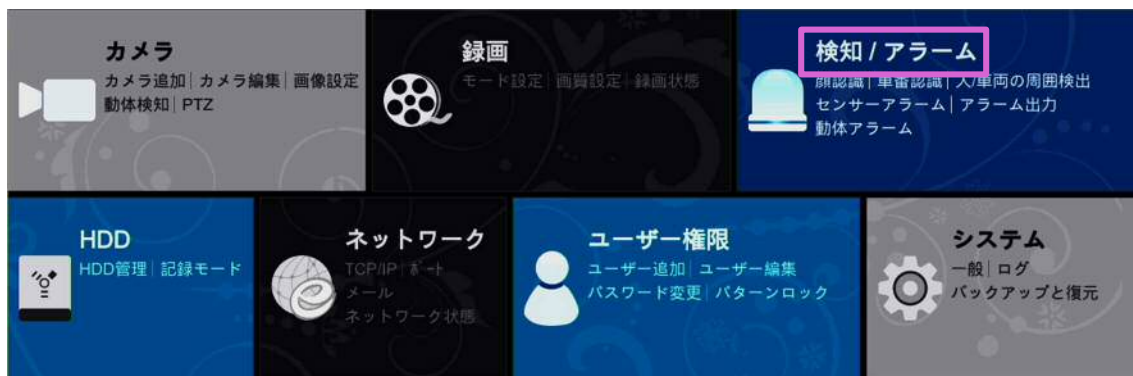 カメラ
カメラ追加 | カメラ編集 | 画像設定
動体検知 | PTZ
録画
モード設定 | 画質設定 | 録画状態
検知 / アラーム
顔認識 | 車番認識 | 人/車両の周囲検出
センサーアラーム | アラーム出力
動体アラーム
HDD
HDD管理 | 記録モード
ネットワーク
TCP/IP | ポート
メール
ネットワーク状態
ユーザー権限
ユーザー追加 | ユーザー編集
パスワード変更 | パターンロック
システム
一般 | ログ
バックアップと復元